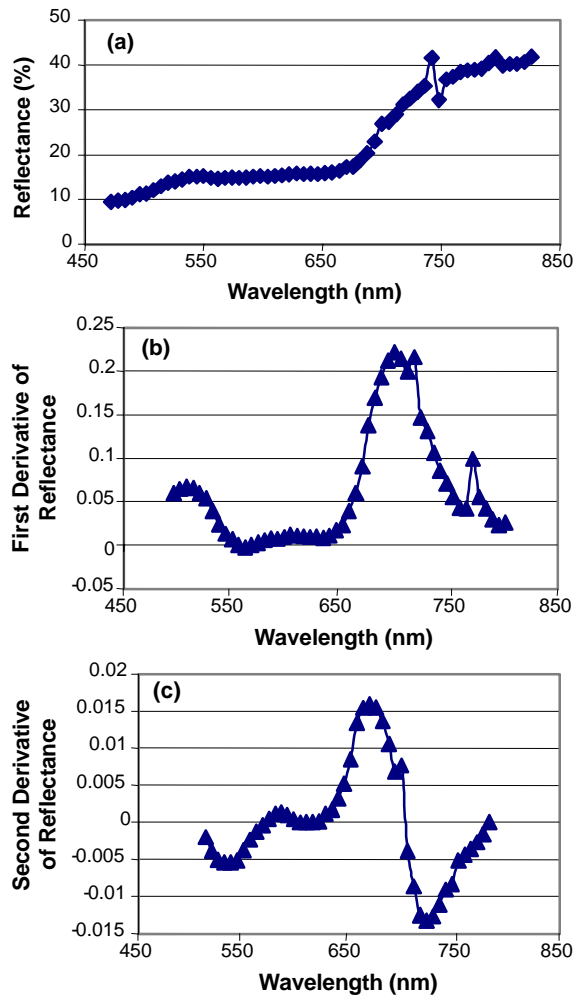 (a)
Reflectance (%)
50
40
30
20
10
0
450 550 650 750 850
Wavelength (nm)
(b)
First Derivative of
Reflectance
0.25
0.2
0.15
0.1
0.05
0
-0.05
450 550 650 750 850
Wavelength (nm)
(c)
Second Derivative
of Reflectance
0.02
0.015
0.01
0.005
0
-0.005
-0.01
-0.015
450 550 650 750 850
Wavelength (nm)